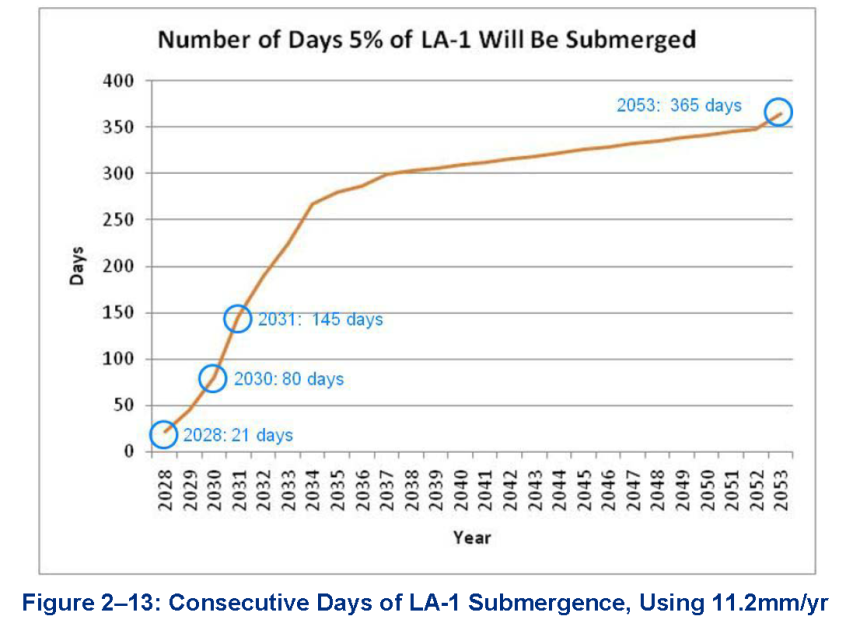 Number of Days 5% of LA-1 Will Be Submerged
400
350
300
250
200
150
100
50
0
Days
2053: 365 days
2031: 145 days
2030: 80 days
2028: 21 days
2028 2029 2030 2031 2032 2033 2034 2035 2036 2037 2038 2039 2040 2041 2042 2043 2044 2045 2046 2047 2048 2049 2050 2051 2052 2053
Year
Figure 2–13: Consecutive Days of LA-1 Submergence, Using 11.2mm/yr